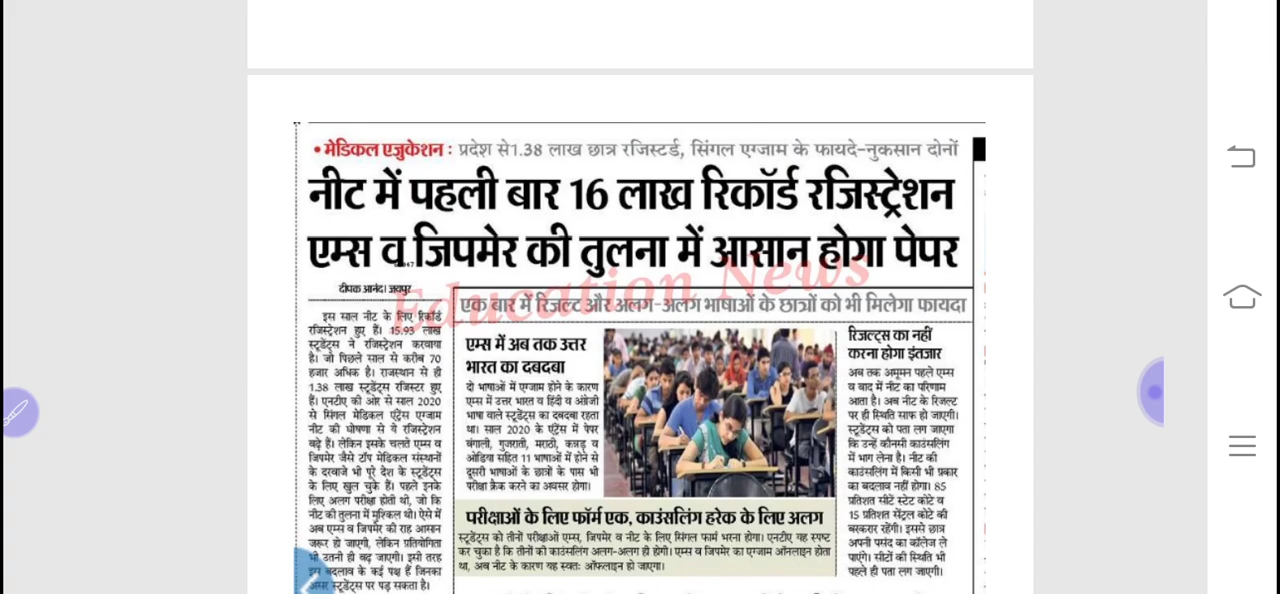 • मेडिकल एजुकेशन : प्रदेश से1.38 लाख छात्र रजिस्टर्ड, सिंगल एग्जाम के फायदे-नुकसान दोनों
नीट में पहली बार 16 लाख रिकॉर्ड रजिस्ट्रेशन
एम्स व जिपमेर की तुलना में आसान होगा पेपर
Education News
दीपक आनंद। जयपुर
इस साल नीट के लिए रिकॉर्ड
रजिस्ट्रेशन हुए हैं। 15.93 लाख
स्टूडेंट्स ने रजिस्ट्रेशन करवाया
है। जो पिछले साल से करीब 70
हजार अधिक है। राजस्थान से ही
1.38 लाख स्टूडेंट्स रजिस्टर हुए
हैं। एनटीए की ओर से साल 2020
से सिंगल मेडिकल एंट्रेंस एग्जाम
नीट की घोषणा से ये रजिस्ट्रेशन
बढ़े हैं। लेकिन इसके चलते एम्स व
जिपमेर जैसे टॉप मेडिकल संस्थानों
के दरवाजे भी पूरे देश के स्टूडेंट्स
के लिए खुल चुके हैं। पहले इनके
लिए अलग परीक्षा होती थी, जो कि
नीट की तुलना में मुश्किल थी। ऐसे में
अब एम्स व जिपमेर की राह आसान
जरूर हो जाएगी, लेकिन प्रतियोगिता
भी उतनी ही बढ़ जाएगी। इसी तरह
इस बदलाव के कई पक्ष हैं जिनका
असर स्टूडेंट्स पर पड़ सकता है।
एक बार में रिजल्ट और अलग-अलग भाषाओं के छात्रों को भी मिलेगा फायदा
एम्स में अब तक उत्तर
भारत का दबदबा
दो भाषाओं में एग्जाम होने के कारण
एम्स में उत्तर भारत व हिंदी व अंग्रेजी
भाषा वाले स्टूडेंट्स का दबदबा रहता
था। साल 2020 के एंट्रेंस में पेपर
बंगाली, गुजराती, मराठी, कन्नड़ व
ओडिया सहित 11 भाषाओं में होने से
दूसरी भाषाओं के छात्रों के पास भी
परीक्षा क्रैक करने का अवसर होगा।
रिजल्ट्स का नहीं
करना होगा इंतजार
अब तक अमूमन पहले एम्स
व बाद में नीट का परिणाम
आता है। अब नीट के रिजल्ट
पर ही स्थिति साफ हो जाएगी।
स्टूडेंट्स को पता लग जाएगा
कि उन्हें कौनसी काउंसलिंग
में भाग लेना है। नीट की
काउंसलिंग में किसी भी प्रकार
का बदलाव नहीं होगा। 85
प्रतिशत सीटें स्टेट कोटे व
15 प्रतिशत सेंट्रल कोटे की
बरकरार रहेंगी। इससे छात्र
अपनी पसंद का कॉलेज ले
पाएंगे। सीटों की स्थिति भी
पहले ही पता लग जाएगी।
परीक्षाओं के लिए फॉर्म एक, काउंसलिंग हरेक के लिए अलग
स्टूडेंट्स को तीनों परीक्षाओं एम्स, जिपमेर व नीट के लिए सिंगल फार्म भरना होगा। एनटीए यह स्पष्ट
कर चुका है कि तीनों की काउंसलिंग अलग-अलग ही होगी। एम्स व जिपमेर का एग्जाम ऑनलाइन होता
था, अब नीट के कारण यह स्वतः ऑफलाइन हो जाएगा।